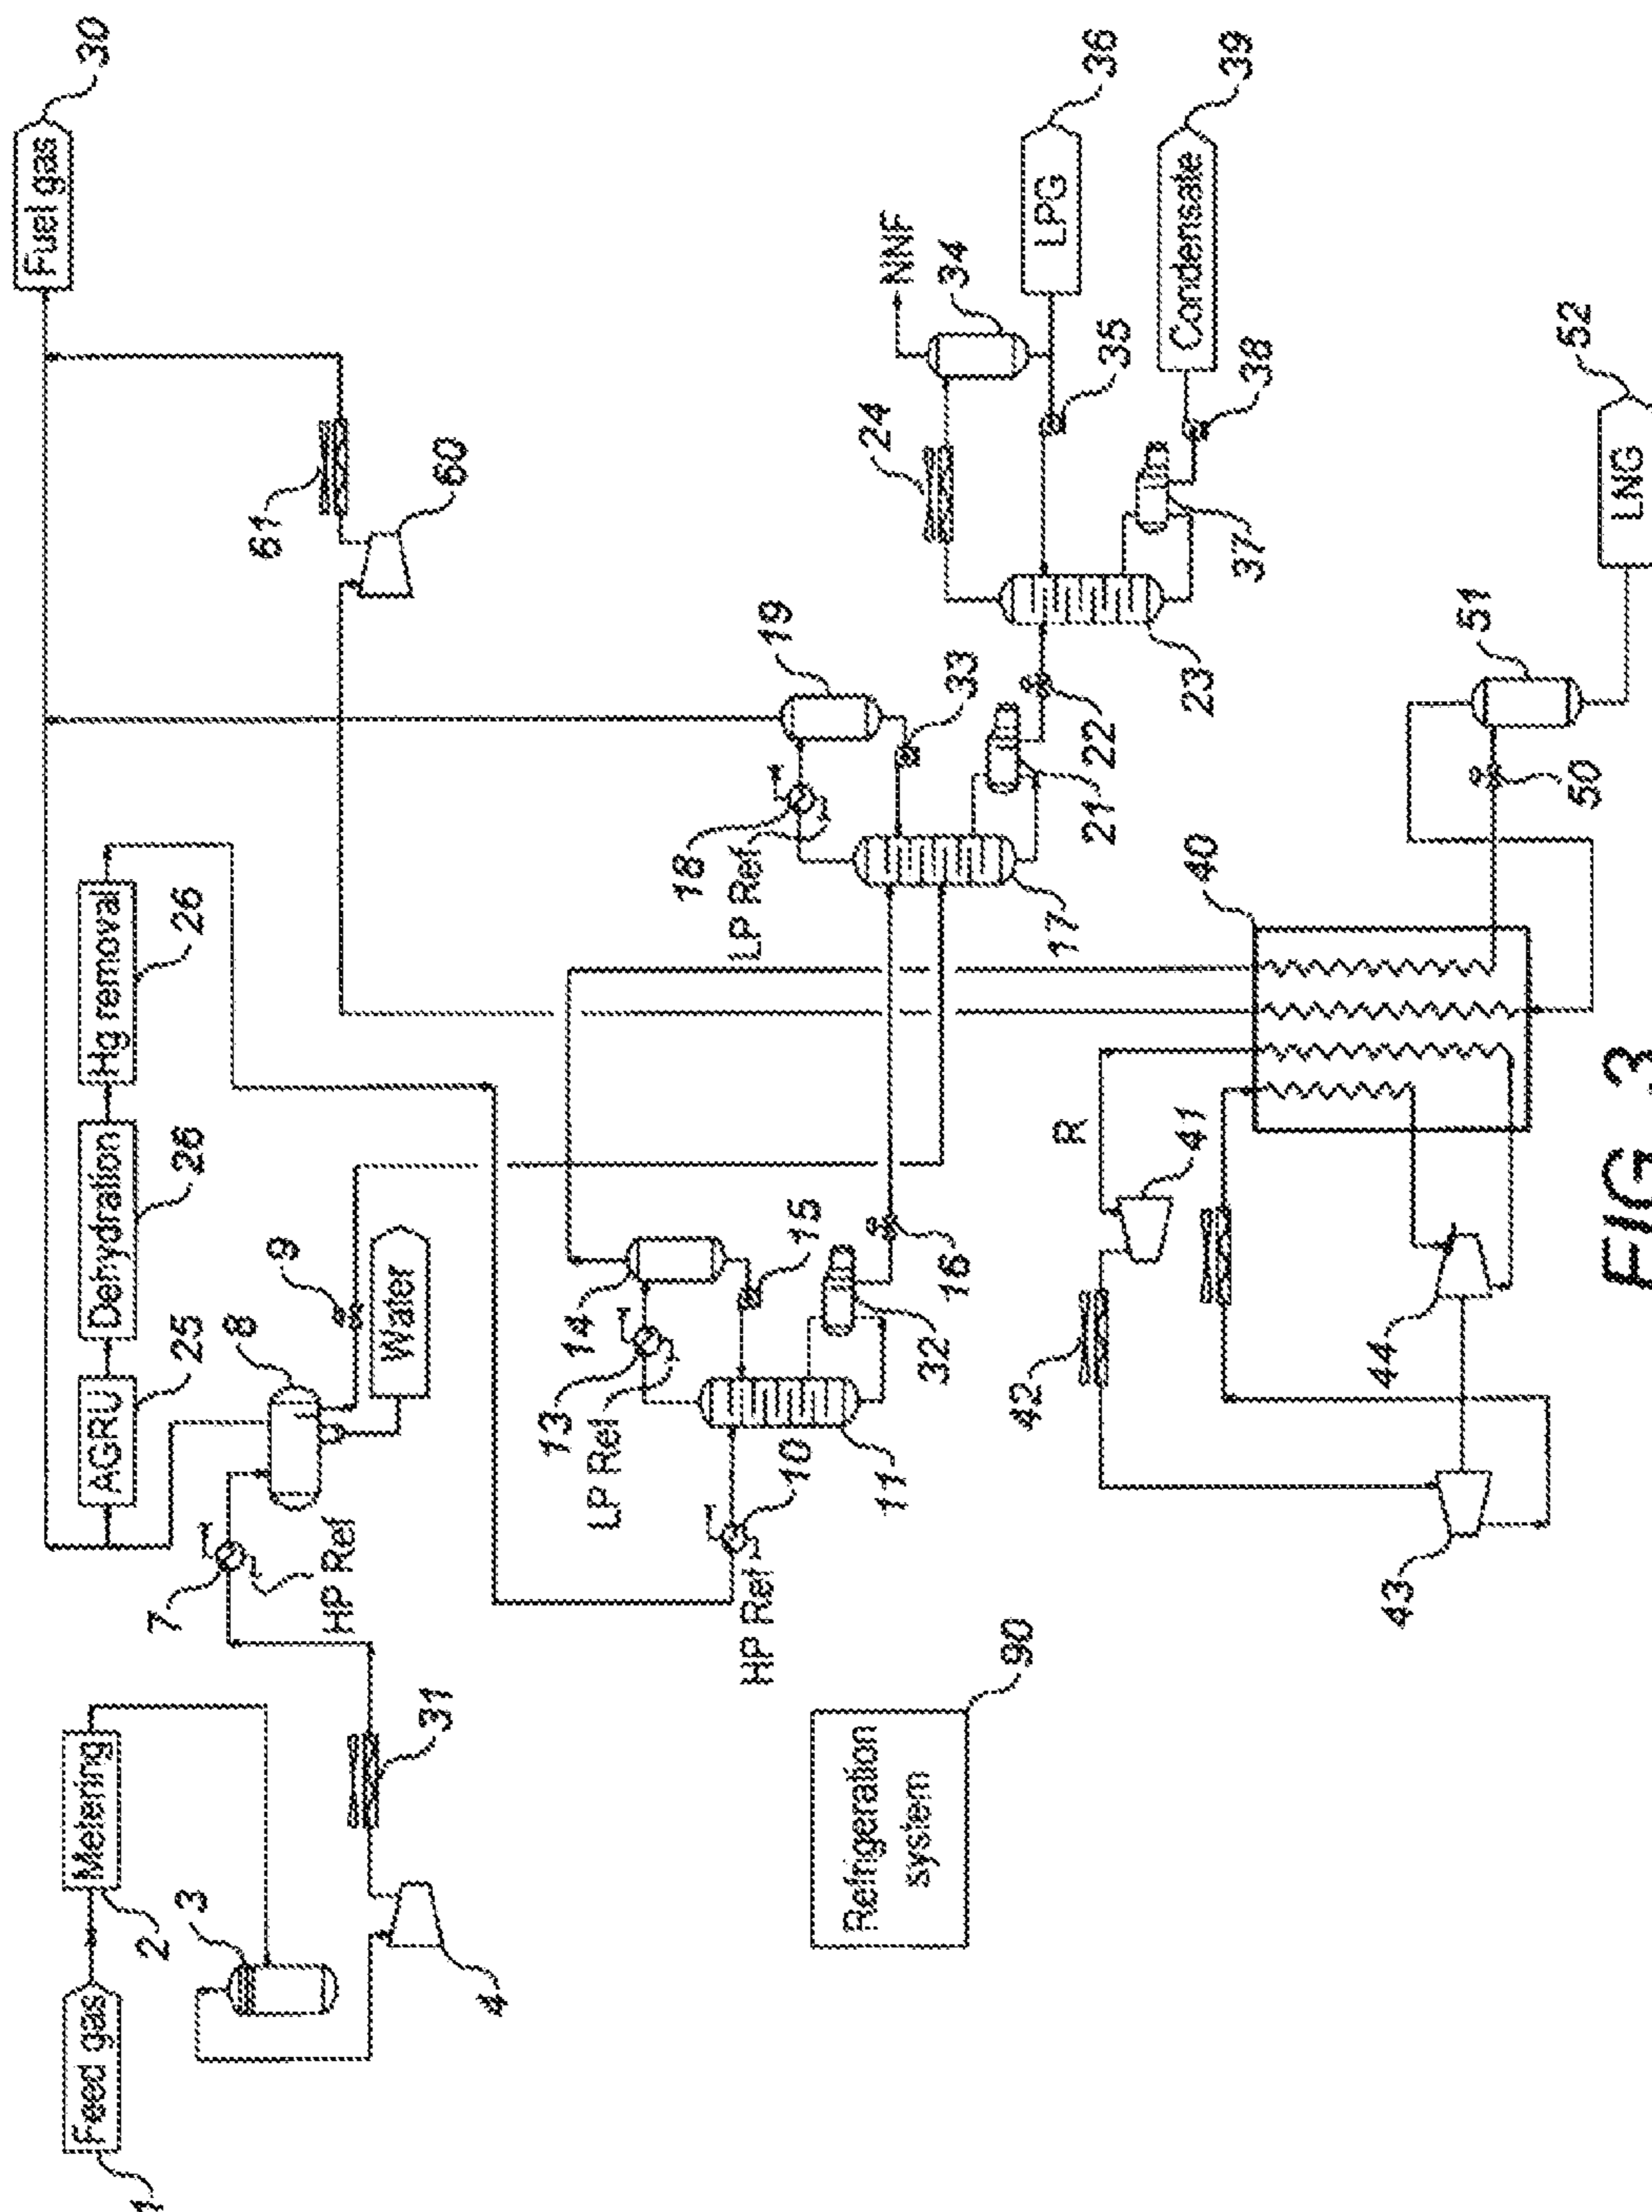 Feed gas
1
Metering
2
3
4
31
7
HP Ref
8
9
Water
AGRU
25
Dehydration
28
Hg removal
26
Fuel gas
30
61
60
HP Ref
10
11
LP Ref
13
14
15
32
16
17
LP Ref
18
19
33
21
22
23
24
NNF
34
35
LPG
36
37
38
Condensate
39
Refrigeration
system
90
R
40
41
42
43
44
50
51
LNG
52
FIG. 3